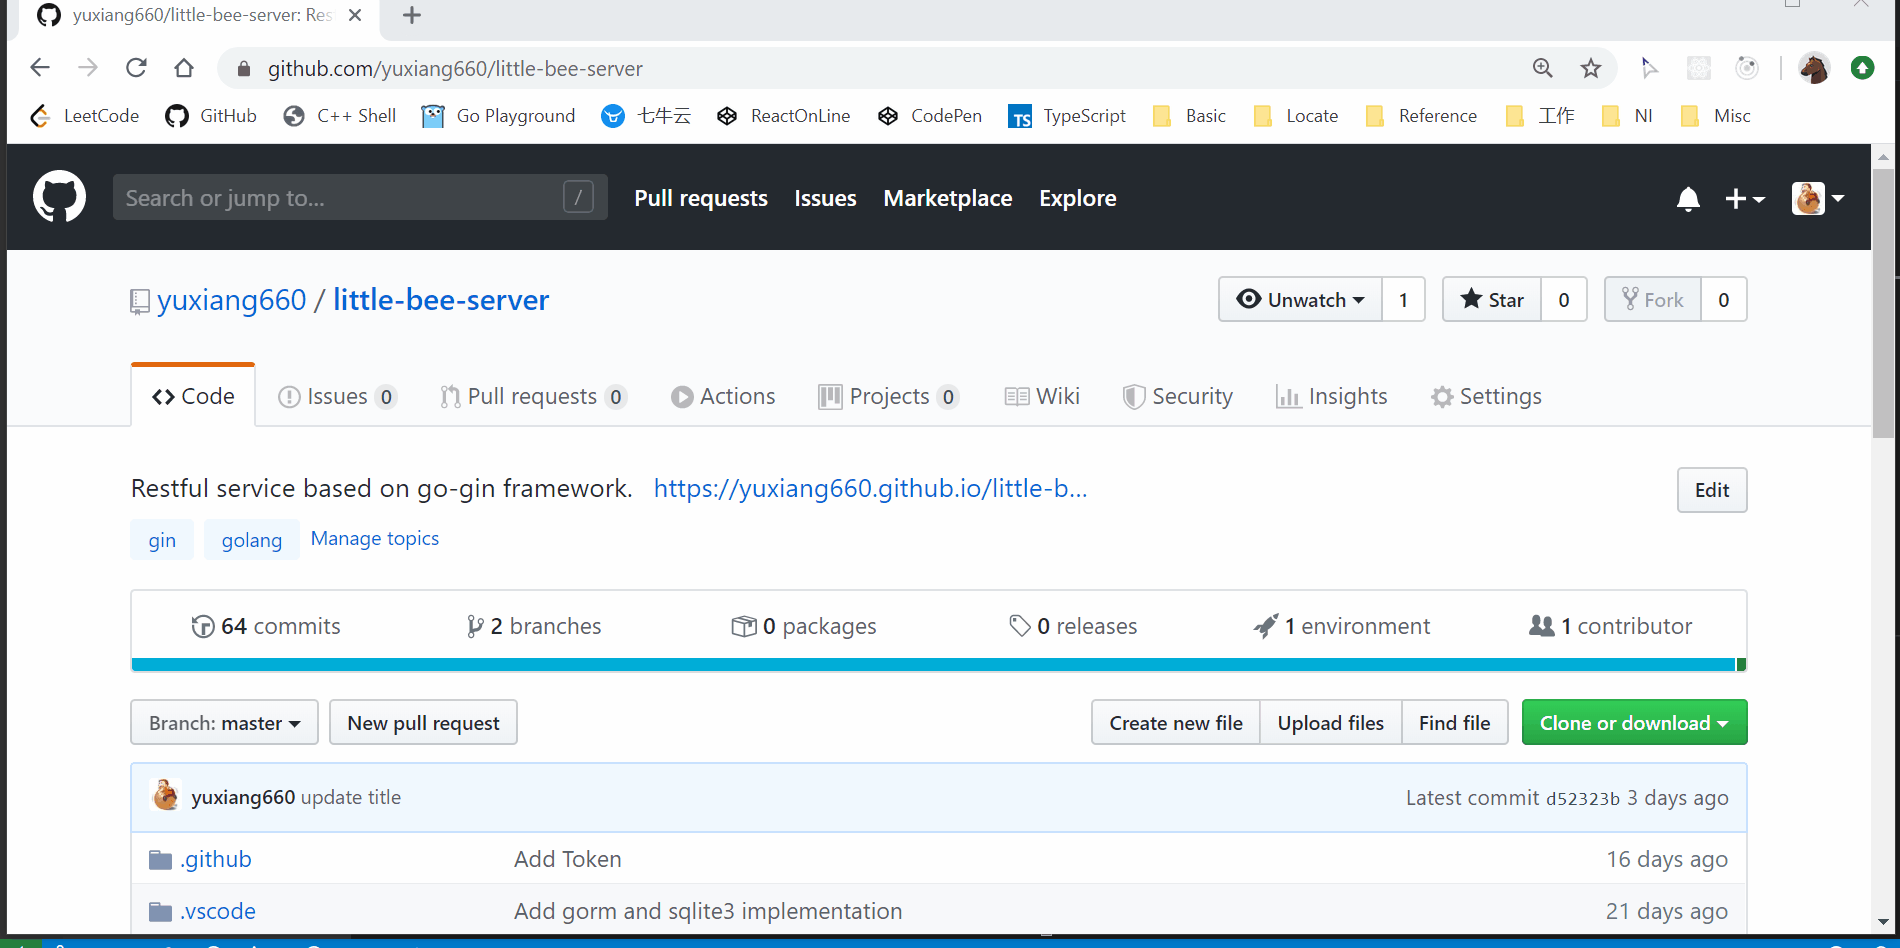 yuxiang660/little-bee-server: Res
github.com/yuxiang660/little-bee-server
LeetCode GitHub C++ Shell Go Playground 七牛云 ReactOnLine CodePen TS TypeScript Basic Locate Reference 工作 NI Misc
Search or jump to... / Pull requests Issues Marketplace Explore
yuxiang660 / little-bee-server Unwatch 1 Star 0 Fork 0
Code Issues 0 Pull requests 0 Actions Projects 0 Wiki Security Insights Settings
Restful service based on go-gin framework. https://yuxiang660.github.io/little-b... Edit
gin golang Manage topics
64 commits 2 branches 0 packages 0 releases 1 environment 1 contributor
Branch: master New pull request Create new file Upload files Find file Clone or download
yuxiang660 update title Latest commit d52323b 3 days ago
.github Add Token 16 days ago
.vscode Add gorm and sqlite3 implementation 21 days ago